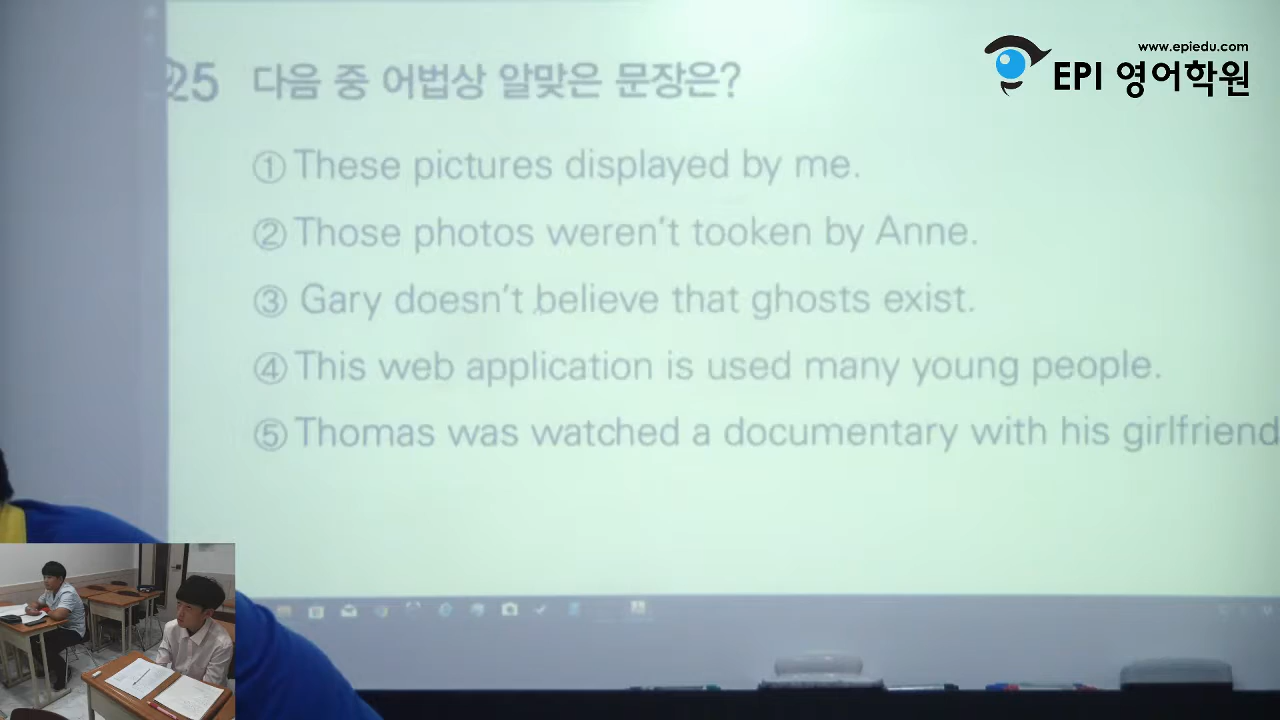 www.epiedu.com
EPI 영어학원
25 다음 중 어법상 알맞은 문장은?
① These pictures displayed by me.
② Those photos weren't tooken by Anne.
③ Gary doesn't believe that ghosts exist.
④ This web application is used many young people.
⑤ Thomas was watched a documentary with his girlfriend